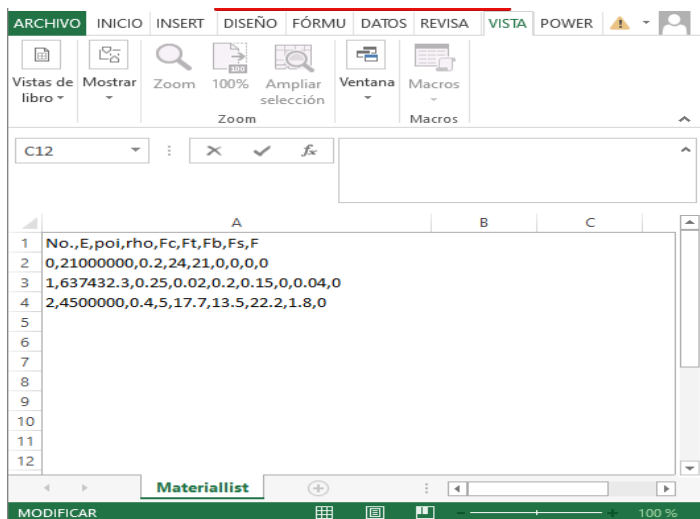 ARCHIVO INICIO INSERT DISEÑO FÓRMU DATOS REVISA VISTA POWER
Vistas de libro Mostrar Zoom 100% Ampliar selección Ventana Macros
100
Zoom Macros
C12 fx
A B C
1 No.,E,poi,rho,Fc,Ft,Fb,Fs,F
2 0,21000000,0.2,24,21,0,0,0,0
3 1,637432.3,0.25,0.02,0.2,0.15,0,0.04,0
4 2,4500000,0.4,5,17.7,13.5,22.2,1.8,0
5
6
7
8
9
10
11
12
Materiallist
MODIFICAR 100 %